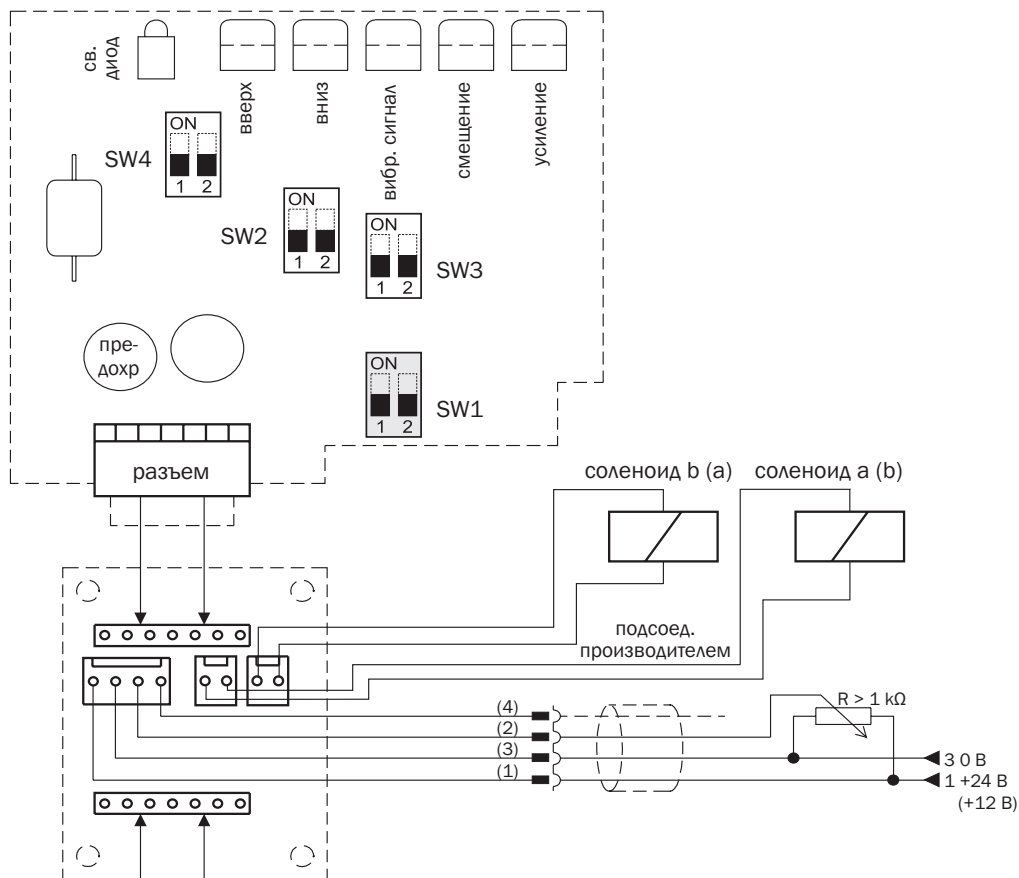 св.
диод
вверх
вниз
вибр. сигнал
смещение
усиление
ON
SW4
1 2
ON
SW2
1 2
ON
SW3
1 2
пре-
дохр
ON
SW1
1 2
разъем
соленоид b (a)
соленоид a (b)
подсоед.
производителем
(4)
R > 1 kΩ
(2)
(3)
3 0 В
(1)
1 +24 В
(+12 В)